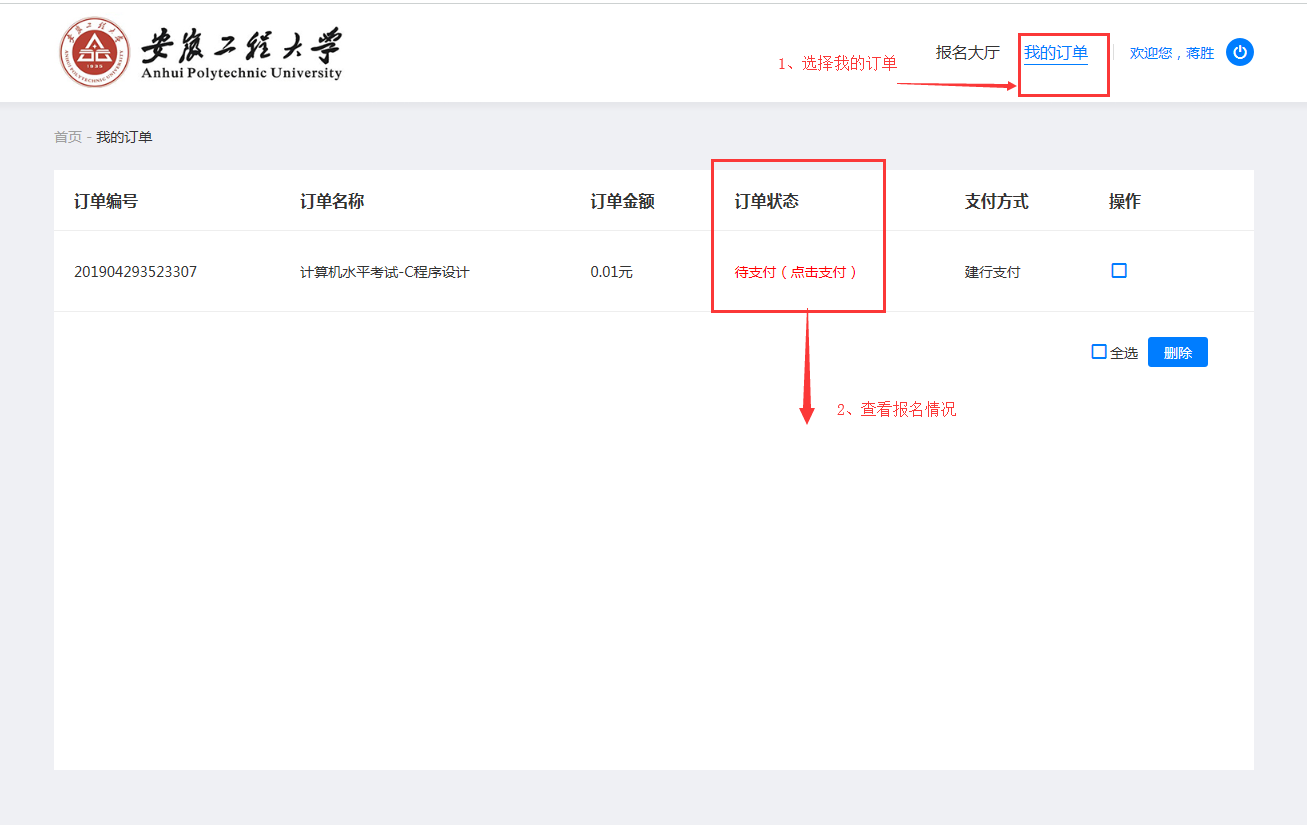 安徽工程大学
Anhui Polytechnic University
1、选择我的订单
报名大厅
我的订单
欢迎您，蒋胜
首页 - 我的订单
订单编号 订单名称 订单金额 订单状态 支付方式 操作
201904293523307 计算机水平考试-C程序设计 0.01元 待支付（点击支付） 建行支付
全选 删除
2、查看报名情况